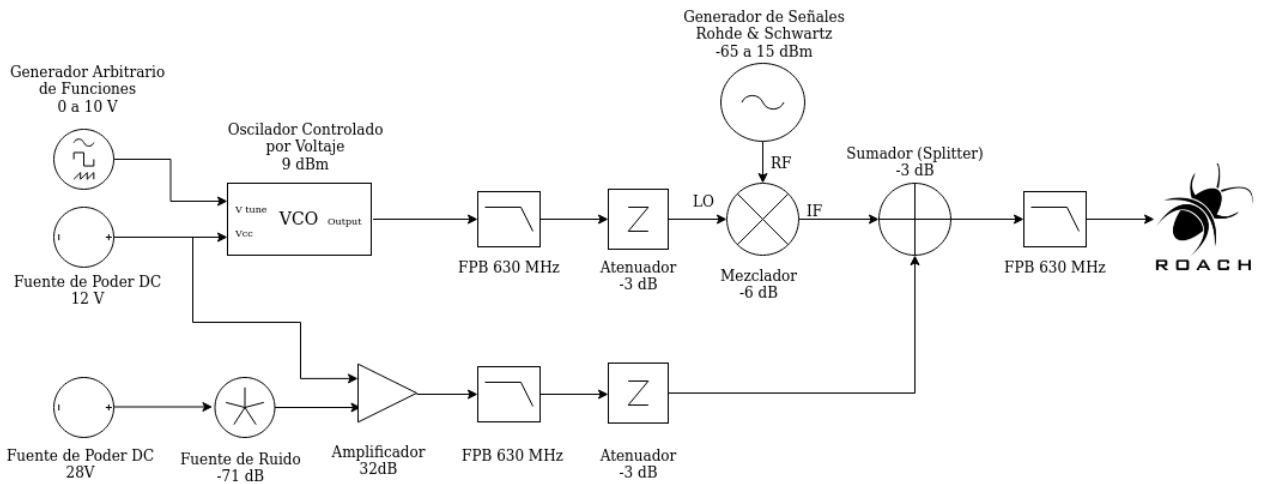 Generador de Señales
Rohde & Schwartz
-65 a 15 dBm
Generador Arbitrario
de Funciones
0 a 10 V
Oscilador Controlado
por Voltaje
9 dBm
Sumador (Splitter)
-3 dB
RF
V tune
VCO
Output
Vcc
LO
IF
FPB 630 MHz
Atenuador
-3 dB
Mezclador
-6 dB
FPB 630 MHz
ROACH
Fuente de Poder DC
12 V
Fuente de Poder DC
28V
Fuente de Ruido
-71 dB
Amplificador
32dB
FPB 630 MHz
Atenuador
-3 dB